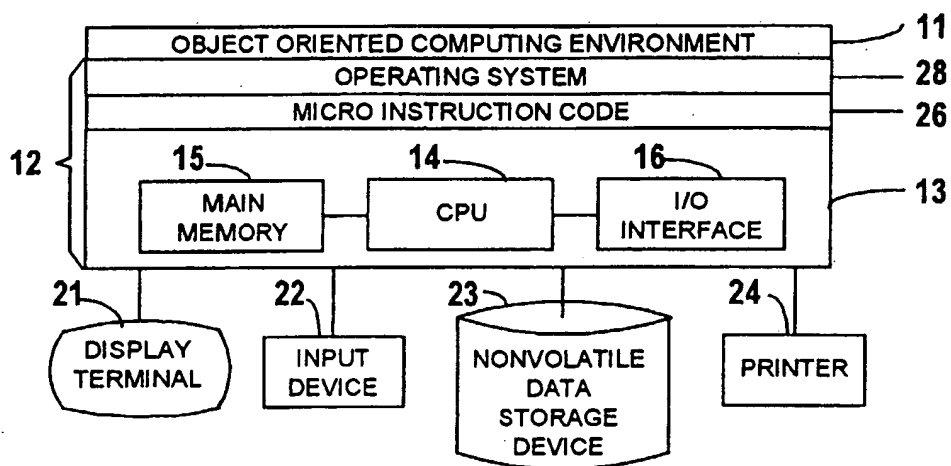 OBJECT ORIENTED COMPUTING ENVIRONMENT 11
OPERATING SYSTEM 28
MICRO INSTRUCTION CODE 26
12
15 14 16
MAIN
MEMORY
CPU
I/O
INTERFACE
13
21 22 23 24
DISPLAY
TERMINAL
INPUT
DEVICE
NONVOLATILE
DATA
STORAGE
DEVICE
PRINTER